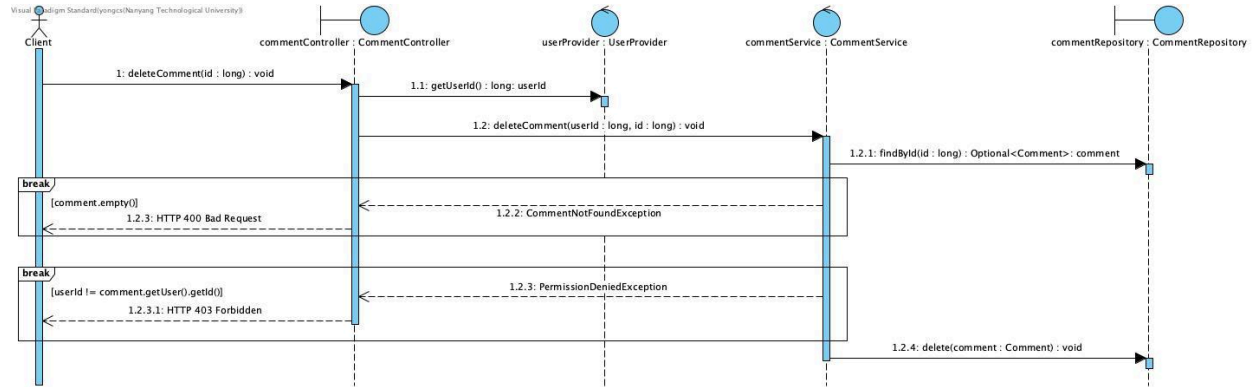 Visual Paradigm Standard(yongcs(Nanyang Technological University))
Client
commentController : CommentController
userProvider : UserProvider
commentService : CommentService
commentRepository : CommentRepository
1: deleteComment(id : long) : void
1.1: getUserId() : long: userId
1.2: deleteComment(userId : long, id : long) : void
1.2.1: findById(id : long) : Optional<Comment>: comment
break
[comment.empty()]
1.2.2: CommentNotFoundException
1.2.3: HTTP 400 Bad Request
break
[userId != comment.getUser().getId()]
1.2.3: PermissionDeniedException
1.2.3.1: HTTP 403 Forbidden
1.2.4: delete(comment : Comment) : void